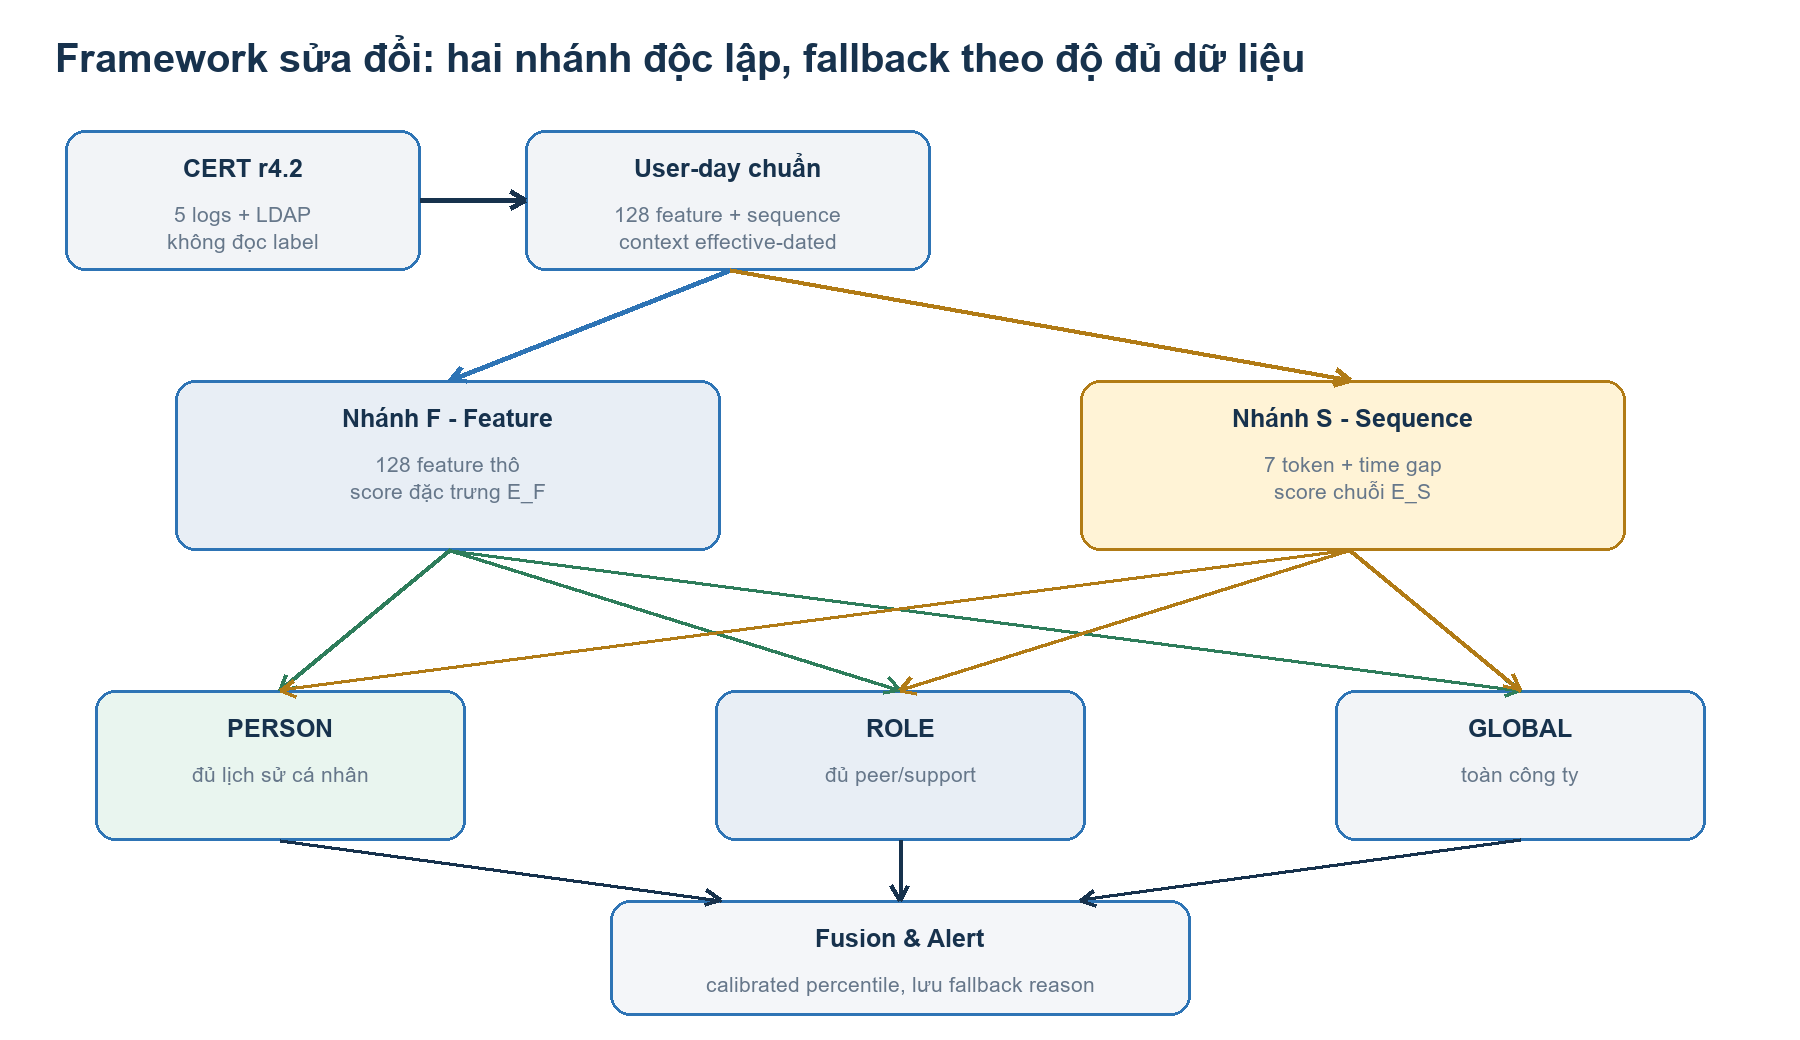 Framework sửa đổi: hai nhánh độc lập, fallback theo độ đủ dữ liệu
CERT r4.2
5 logs + LDAP
không đọc label
User-day chuẩn
128 feature + sequence
context effective-dated
Nhánh F - Feature
128 feature thô
score đặc trưng E_F
Nhánh S - Sequence
7 token + time gap
score chuỗi E_S
PERSON
đủ lịch sử cá nhân
ROLE
đủ peer/support
GLOBAL
toàn công ty
Fusion & Alert
calibrated percentile, lưu fallback reason